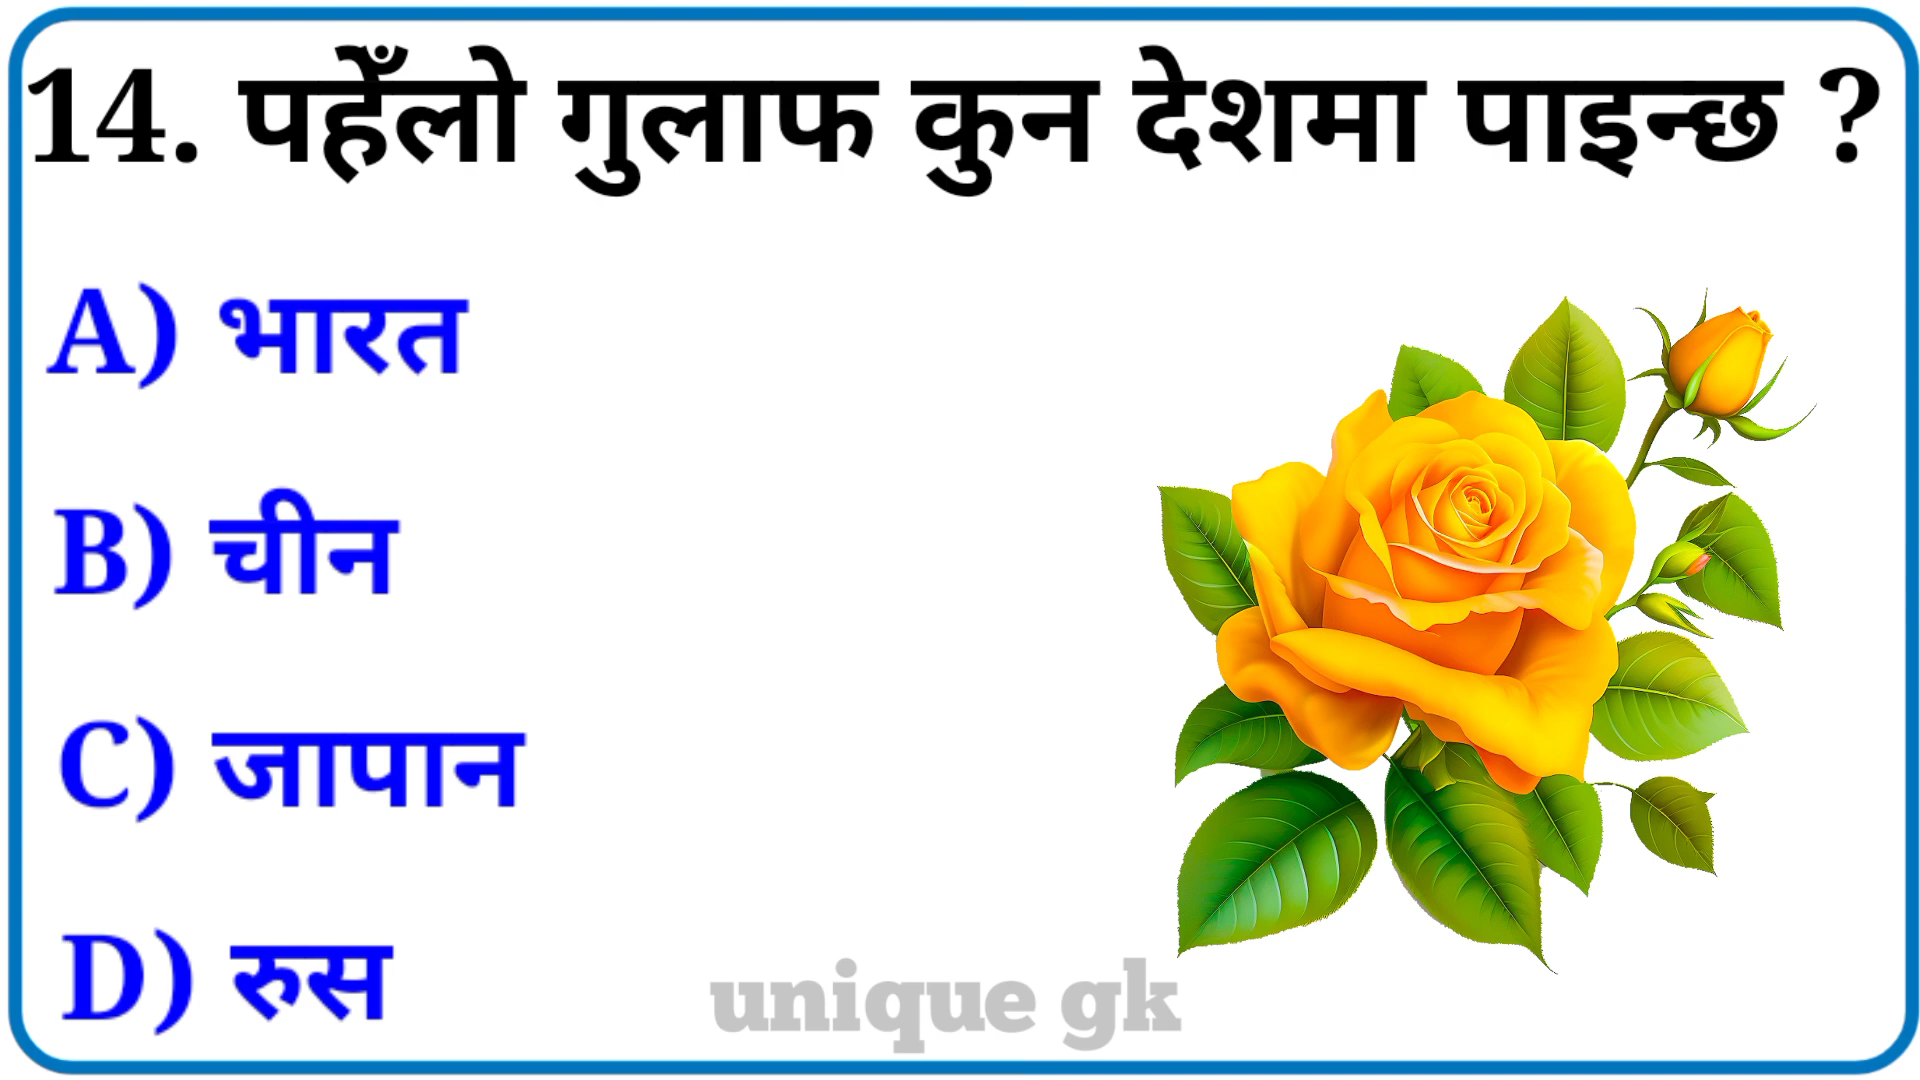 14. पहेँलो गुलाफ कुन देशमा पाइन्छ ?
A) भारत
B) चीन
C) जापान
D) रुस
unique gk